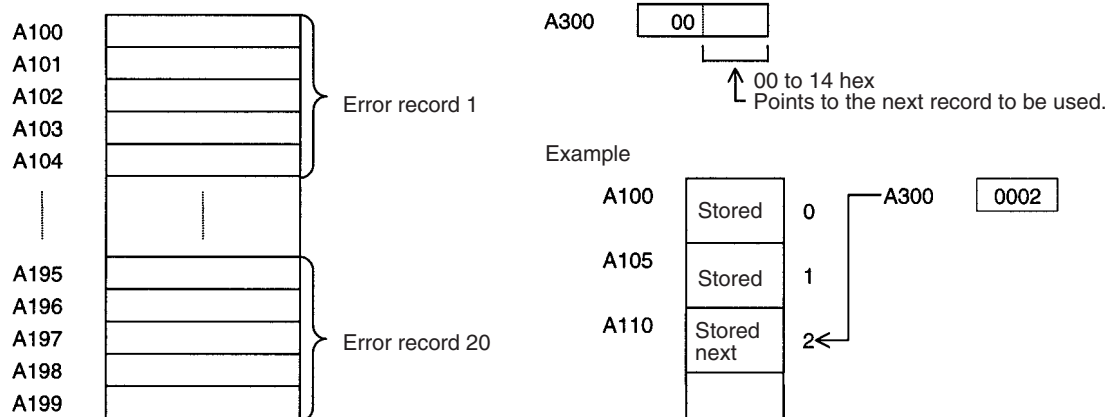 A100
A101
A102
A103
A104
Error record 1
A195
A196
A197
A198
A199
Error record 20
A300 00
00 to 14 hex
Points to the next record to be used.
Example
A100 Stored 0
A300 0002
A105 Stored 1
A110 Stored next 2